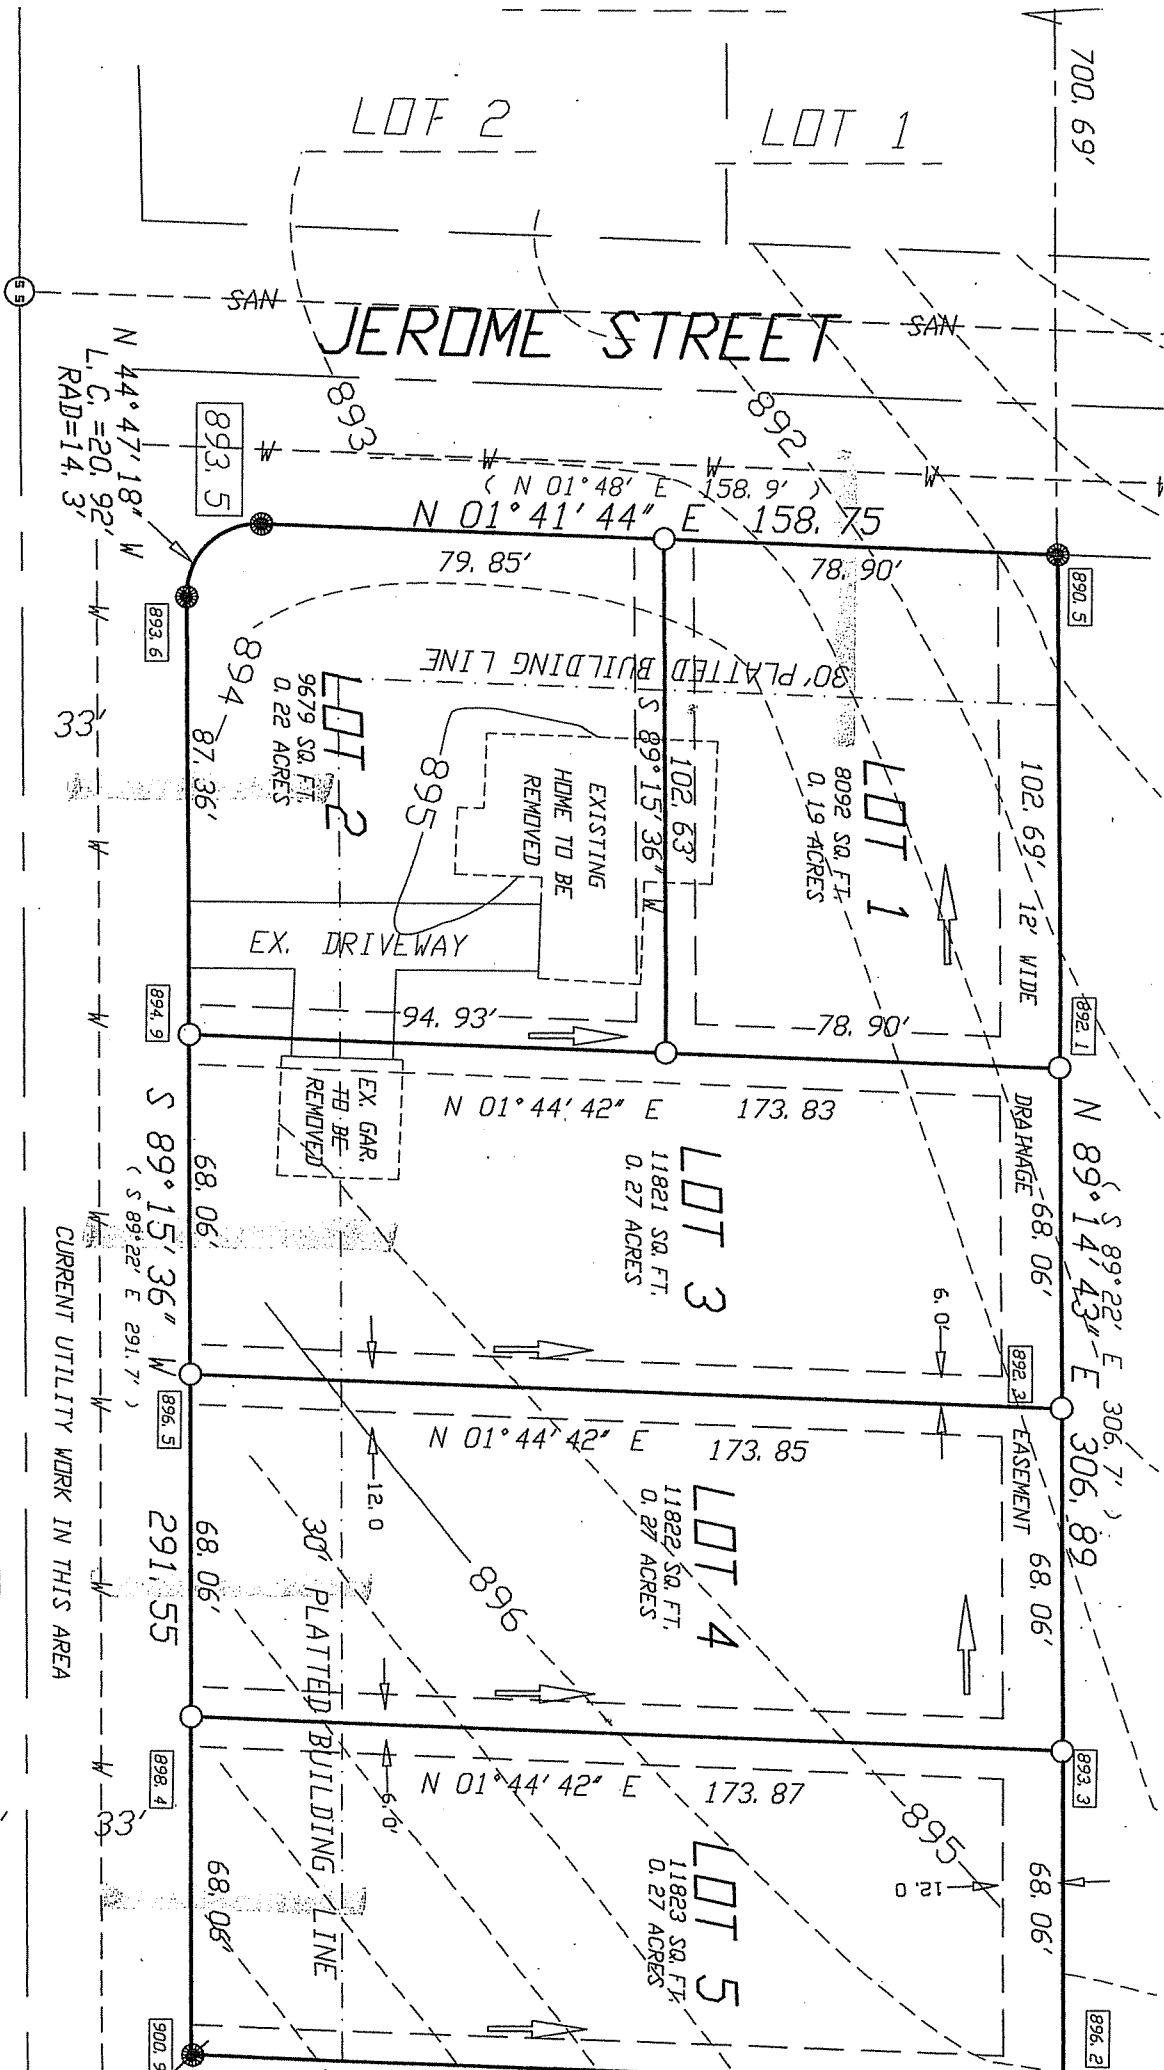 700.69'
LOT 2
LOT 1
SAN
SAN
JEROME STREET
893
892
N 44°47'18" W
L.C.=20.92'
RAD=14.3'
893.5
W
W
W
W
( N 01°48' E 158.9' )
N 01°41'44" E 158.75
79.85'
78.90'
890.5
893.6
894
30' PLATTED BUILDING LINE
LOT 2
9679 SQ. FT
0.22 ACRES
895
33'
87.36'
EXISTING
HOME TO BE
REMOVED
S 89°15'36" W
102.63'
LOT 1
8092 SQ. FT.
0.19 ACRES
102.69'
12' WIDE
EX. DRIVEWAY
894.9
94.93'
78.90'
892.1
N 01°44'42" E 173.83
EX. GAR.
TO BE
REMOVED
LOT 3
11821 SQ. FT.
0.27 ACRES
DRAINAGE
68.06'
N 89°14'43" E 306.89
( S 89°22' E 306.7' )
S 89°15'36" W 291.55
( S 89°22' E 291.7' )
68.06'
6.0'
892.3
EASEMENT
CURRENT UTILITY WORK IN THIS AREA
896.5
N 01°44'42" E 173.85
12.0
LOT 4
11822 SQ. FT.
0.27 ACRES
896
68.06'
68.06'
30' PLATTED BUILDING LINE
W
W
W
W
W
W
W
898.4
33'
6.0'
N 01°44'42" E 173.87
893.3
895
12.0
LOT 5
11823 SQ. FT.
0.27 ACRES
68.06'
68.06'
900.9
896.2